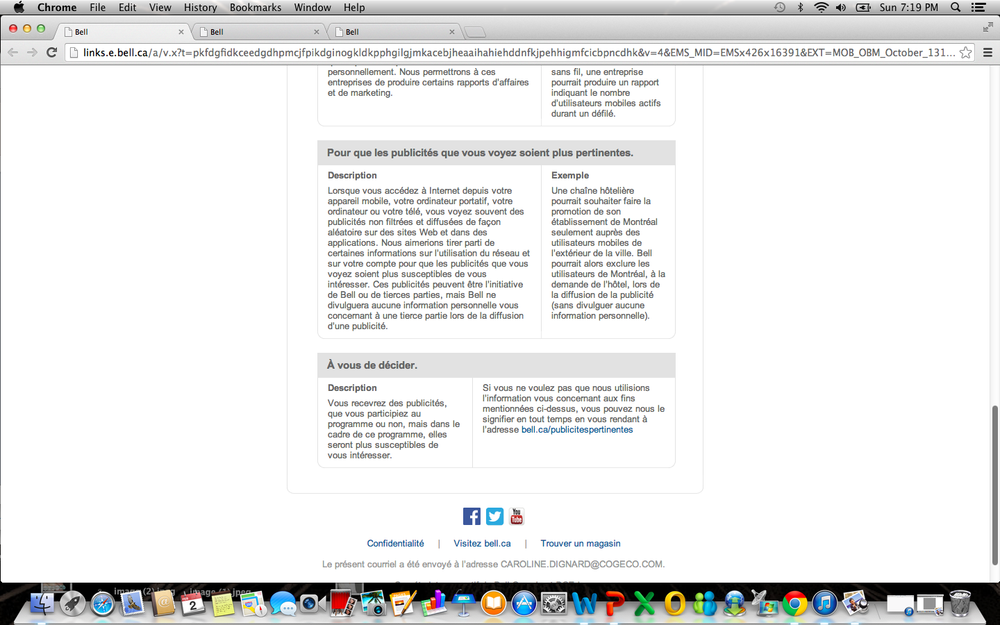 Chrome File Edit View History Bookmarks Window Help Sun 7:19 PM
Bell Bell Bell
links.e.bell.ca/a/v.x?t=pkfdgfidkceedgdhpmcjfpikdginogkldkpphgilgjmkacebjheaaihahiehddnfkjpehhigmfcicbpncdhk&v=4&EMS_MID=EMSx426x16391&EXT=MOB_OBM_October_131...
personnellement. Nous permettrons à ces
entreprises de produire certains rapports d'affaires
et de marketing.
sans fil, une entreprise
pourrait produire un rapport
indiquant le nombre
d'utilisateurs mobiles actifs
durant un défilé.
Pour que les publicités que vous voyez soient plus pertinentes.
Description
Lorsque vous accédez à Internet depuis votre
appareil mobile, votre ordinateur portatif, votre
ordinateur ou votre télé, vous voyez souvent des
publicités non filtrées et diffusées de façon
aléatoire sur des sites Web et dans des
applications. Nous aimerions tirer parti de
certaines informations sur l'utilisation du réseau et
sur votre compte pour que les publicités que vous
voyez soient plus susceptibles de vous
intéresser. Ces publicités peuvent être l'initiative
de Bell ou de tierces parties, mais Bell ne
divulguera aucune information personnelle vous
concernant à une tierce partie lors de la diffusion
d'une publicité.
Exemple
Une chaîne hôtelière
pourrait souhaiter faire la
promotion de son
établissement de Montréal
seulement auprès des
utilisateurs mobiles de
l'extérieur de la ville. Bell
pourrait alors exclure les
utilisateurs de Montréal, à la
demande de l'hôtel, lors de
la diffusion de la publicité
(sans divulguer aucune
information personnelle).
À vous de décider.
Description
Vous recevrez des publicités,
que vous participiez au
programme ou non, mais dans le
cadre de ce programme, elles
seront plus susceptibles de
vous intéresser.
Si vous ne voulez pas que nous utilisions
l'information vous concernant aux fins
mentionnées ci-dessus, vous pouvez nous le
signifier en tout temps en vous rendant à
l'adresse bell.ca/publicitespertinentes
You
Tube
Confidentialité | Visitez bell.ca | Trouver un magasin
Le présent courriel a été envoyé à l'adresse CAROLINE.DIGNARD@COGECO.COM.
image (2).jpeg image (1).jpeg
FEB
2